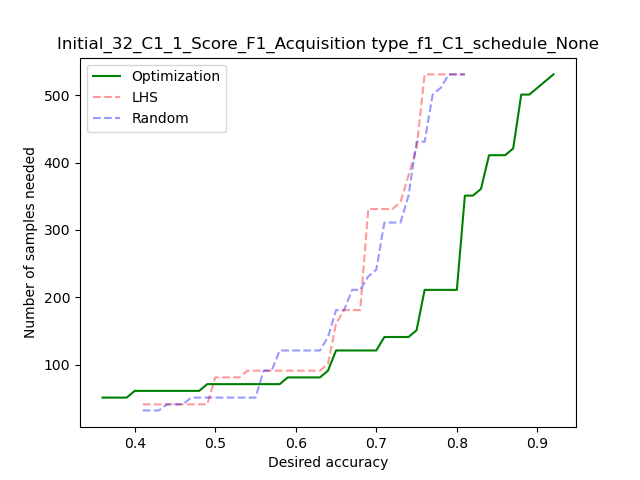 Initial_32_C1_1_Score_F1_Acquisition type_f1_C1_schedule_None
Optimization
LHS
Random
Number of samples needed
500
400
300
200
100
0.4 0.5 0.6 0.7 0.8 0.9
Desired accuracy